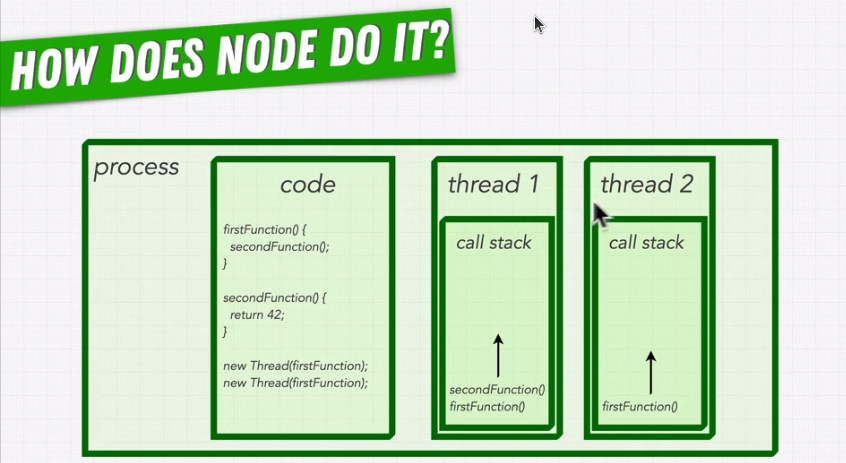 HOW DOES NODE DO IT?
process
code
firstFunction() {
secondFunction();
}
secondFunction() {
return 42;
}
new Thread(firstFunction);
new Thread(firstFunction);
thread 1
call stack
secondFunction()
firstFunction()
thread 2
call stack
firstFunction()